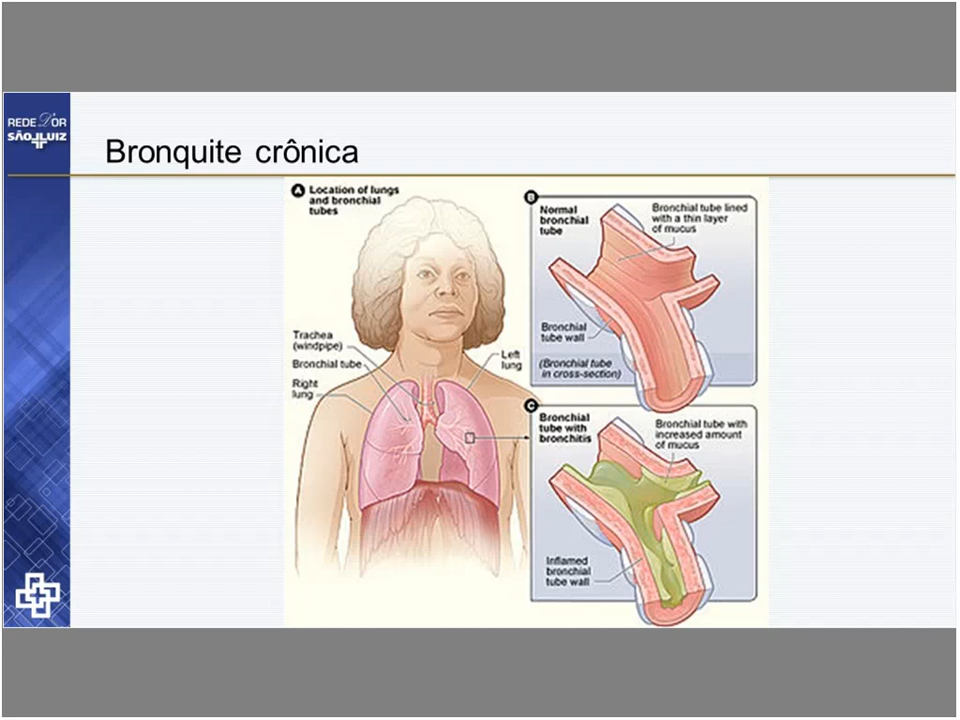 REDE D'OR
SÃO LUIZ
Bronquite crônica
A Location of lungs
and bronchial
tubes
Trachea
(windpipe)
Bronchial tube
Right
lung
Left
lung
B
Normal
bronchial
tube
Bronchial tube lined
with a thin layer
of mucus
Bronchial
tube wall
(Bronchial tube
in cross-section)
C
Bronchial
tube with
bronchitis
Bronchial tube with
increased amount
of mucus
Inflamed
bronchial
tube wall